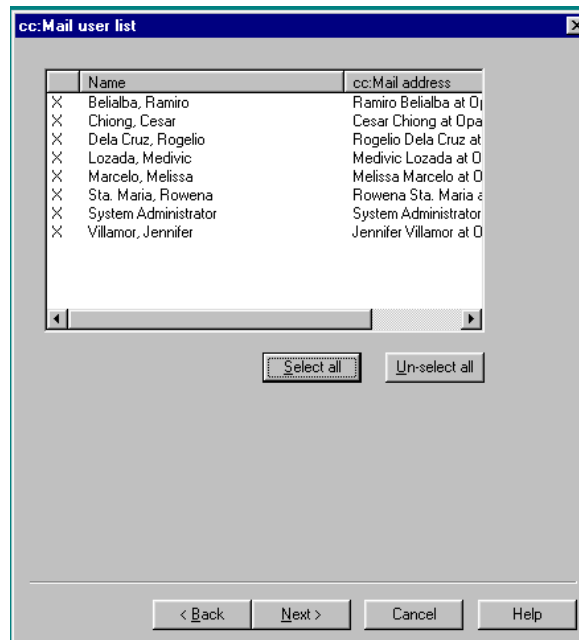 cc:Mail user list
Name cc:Mail address
X Belialba, Ramiro Ramiro Belialba at
X Chiong, Cesar Cesar Chiong at Opa
X Dela Cruz, Rogelio Rogelio Dela Cruz at
X Lozada, Medivic Medivic Lozada at O
X Marcelo, Melissa Melissa Marcelo at O
X Sta. Maria, Rowena Rowena Sta. Maria a
X System Administrator System Administrator
X Villamor, Jennifer Jennifer Villamor at O
Select all Un-select all
< Back Next > Cancel Help